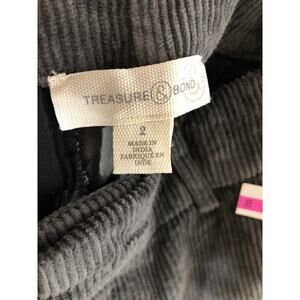 TREASURE & BOND
2
MADE IN
INDIA
FABRIQUÉ EN
INDE